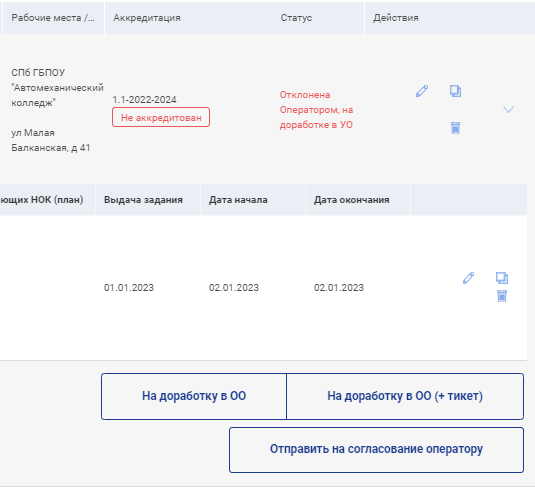 Рабочие места /... Аккредитация Статус Действия
СПб ГБПОУ
"Автомеханический
колледж"
ул Малая
Балканская, д 41
1.1-2022-2024
Не аккредитован
Отклонена
Оператором, на
доработке в УО
ющих НОК (план) Выдача задания Дата начала Дата окончания
01.01.2023 02.01.2023 02.01.2023
На доработку в ОО На доработку в ОО (+ тикет)
Отправить на согласование оператору